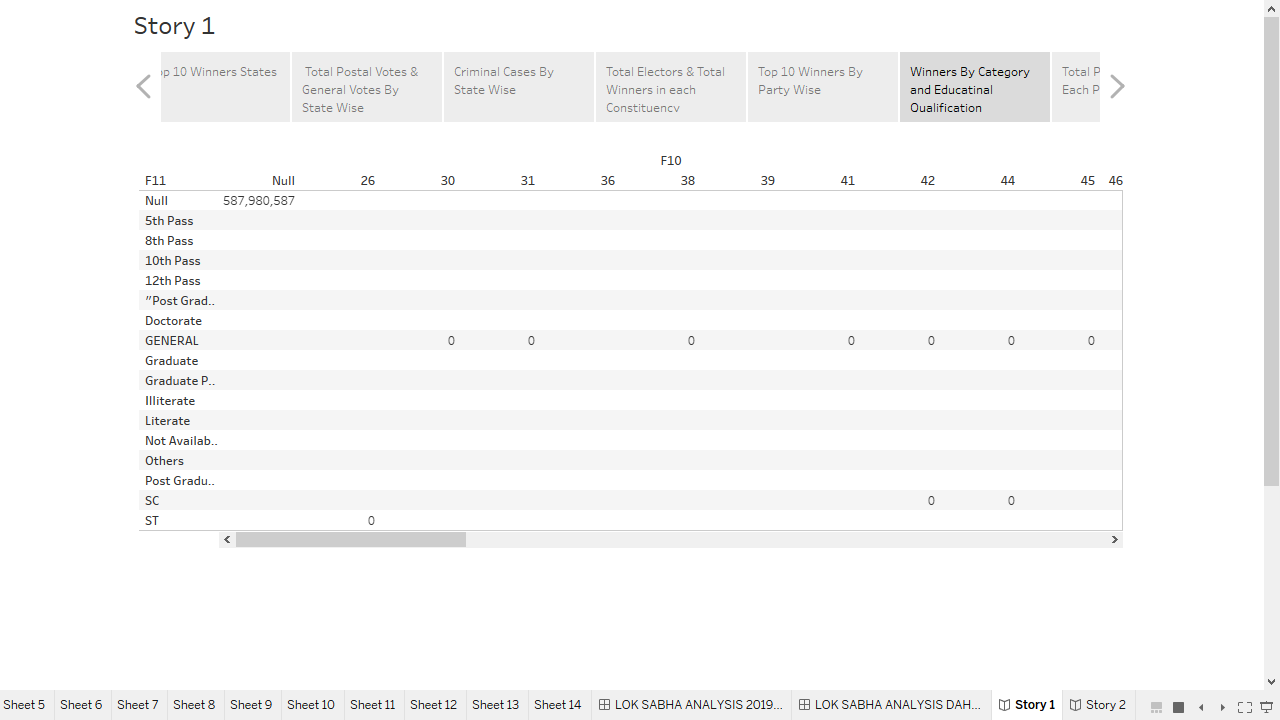 Story 1
op 10 Winners States
Total Postal Votes &
General Votes By
State Wise
Criminal Cases By
State Wise
Total Electors & Total
Winners in each
Constituency
Top 10 Winners By
Party Wise
Winners By Category
and Educatinal
Qualification
Total P
Each P
F10
F11 Null 26 30 31 36 38 39 41 42 44 45 46
Null 587,980,587
5th Pass
8th Pass
10th Pass
12th Pass
"Post Grad..
Doctorate
GENERAL 0 0 0 0 0 0 0
Graduate
Graduate P..
Illiterate
Literate
Not Availab..
Others
Post Gradu..
SC 0 0
ST 0
Sheet 5 Sheet 6 Sheet 7 Sheet 8 Sheet 9 Sheet 10 Sheet 11 Sheet 12 Sheet 13 Sheet 14 LOK SABHA ANALYSIS 2019... LOK SABHA ANALYSIS DAH... Story 1 Story 2